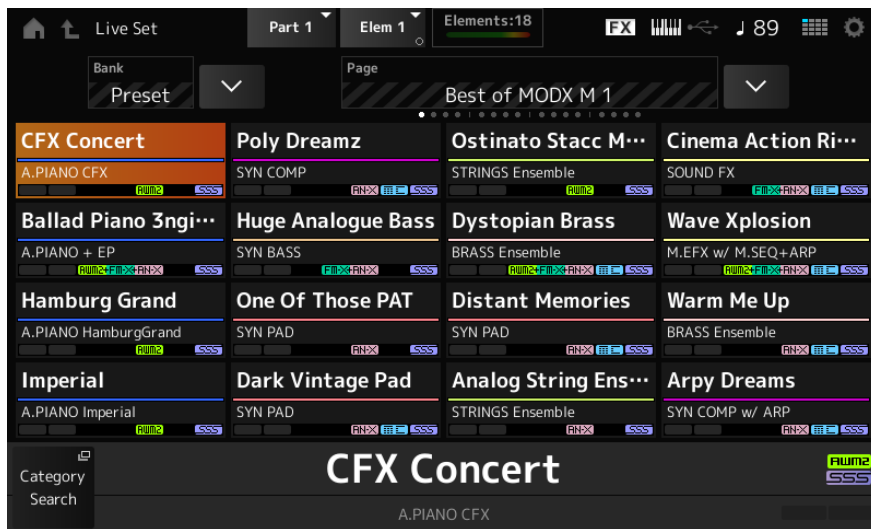 Live Set
Part 1
Elem 1
Elements:18
FX
♩ 89
Bank
Preset
Page
Best of MODX M 1
CFX Concert
A.PIANO CFX
AWM2 SSS
Poly Dreamz
SYN COMP
AN-X SSS
Ostinato Stacc M···
STRINGS Ensemble
AWM2 SSS
Cinema Action Ri···
SOUND FX
FM-X+AN-X SSS
Ballad Piano 3ngi···
A.PIANO + EP
AWM2+FM-X+AN-X SSS
Huge Analogue Bass
SYN BASS
FM-X+AN-X SSS
Dystopian Brass
BRASS Ensemble
AWM2+FM-X+AN-X SSS
Wave Xplosion
M.EFX w/ M.SEQ+ARP
AWM2+FM-X+AN-X SSS
Hamburg Grand
A.PIANO HamburgGrand
AWM2 SSS
One Of Those PAT
SYN PAD
AN-X SSS
Distant Memories
SYN PAD
AN-X SSS
Warm Me Up
BRASS Ensemble
AN-X SSS
Imperial
A.PIANO Imperial
AWM2 SSS
Dark Vintage Pad
SYN PAD
AN-X SSS
Analog String Ens···
STRINGS Ensemble
AN-X SSS
Arpy Dreams
SYN COMP w/ ARP
AN-X SSS
Category
Search
CFX Concert
A.PIANO CFX
AWM2
SSS